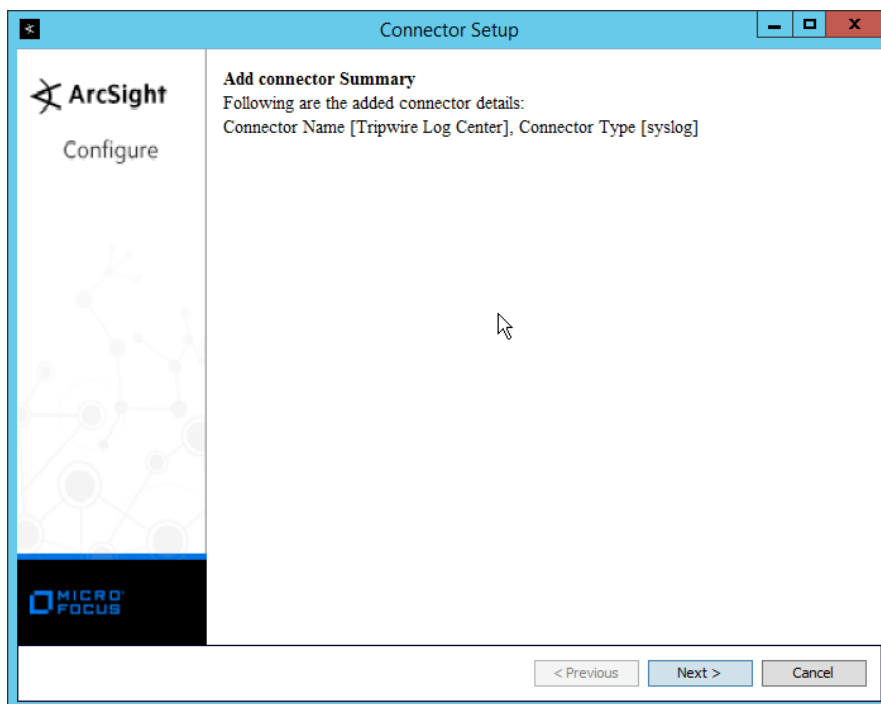 Connector Setup
ArcSight
Configure
Add connector Summary
Following are the added connector details:
Connector Name [Tripwire Log Center], Connector Type [syslog]
MICRO
FOCUS
< Previous
Next >
Cancel